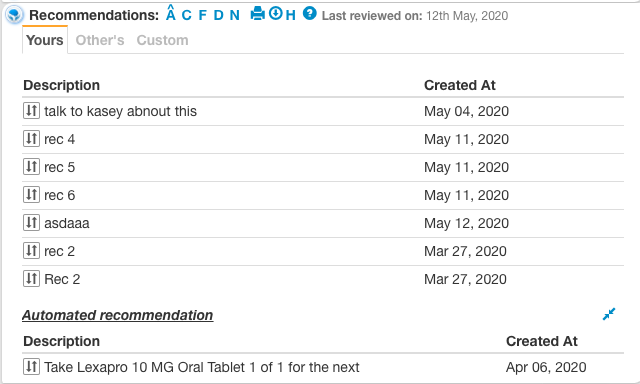 Recommendations: Â C F D N H ? Last reviewed on: 12th May, 2020
Yours Other's Custom
Description Created At
talk to kasey abnout this May 04, 2020
rec 4 May 11, 2020
rec 5 May 11, 2020
rec 6 May 11, 2020
asdaaa May 12, 2020
rec 2 Mar 27, 2020
Rec 2 Mar 27, 2020
Automated recommendation
Description Created At
Take Lexapro 10 MG Oral Tablet 1 of 1 for the next Apr 06, 2020